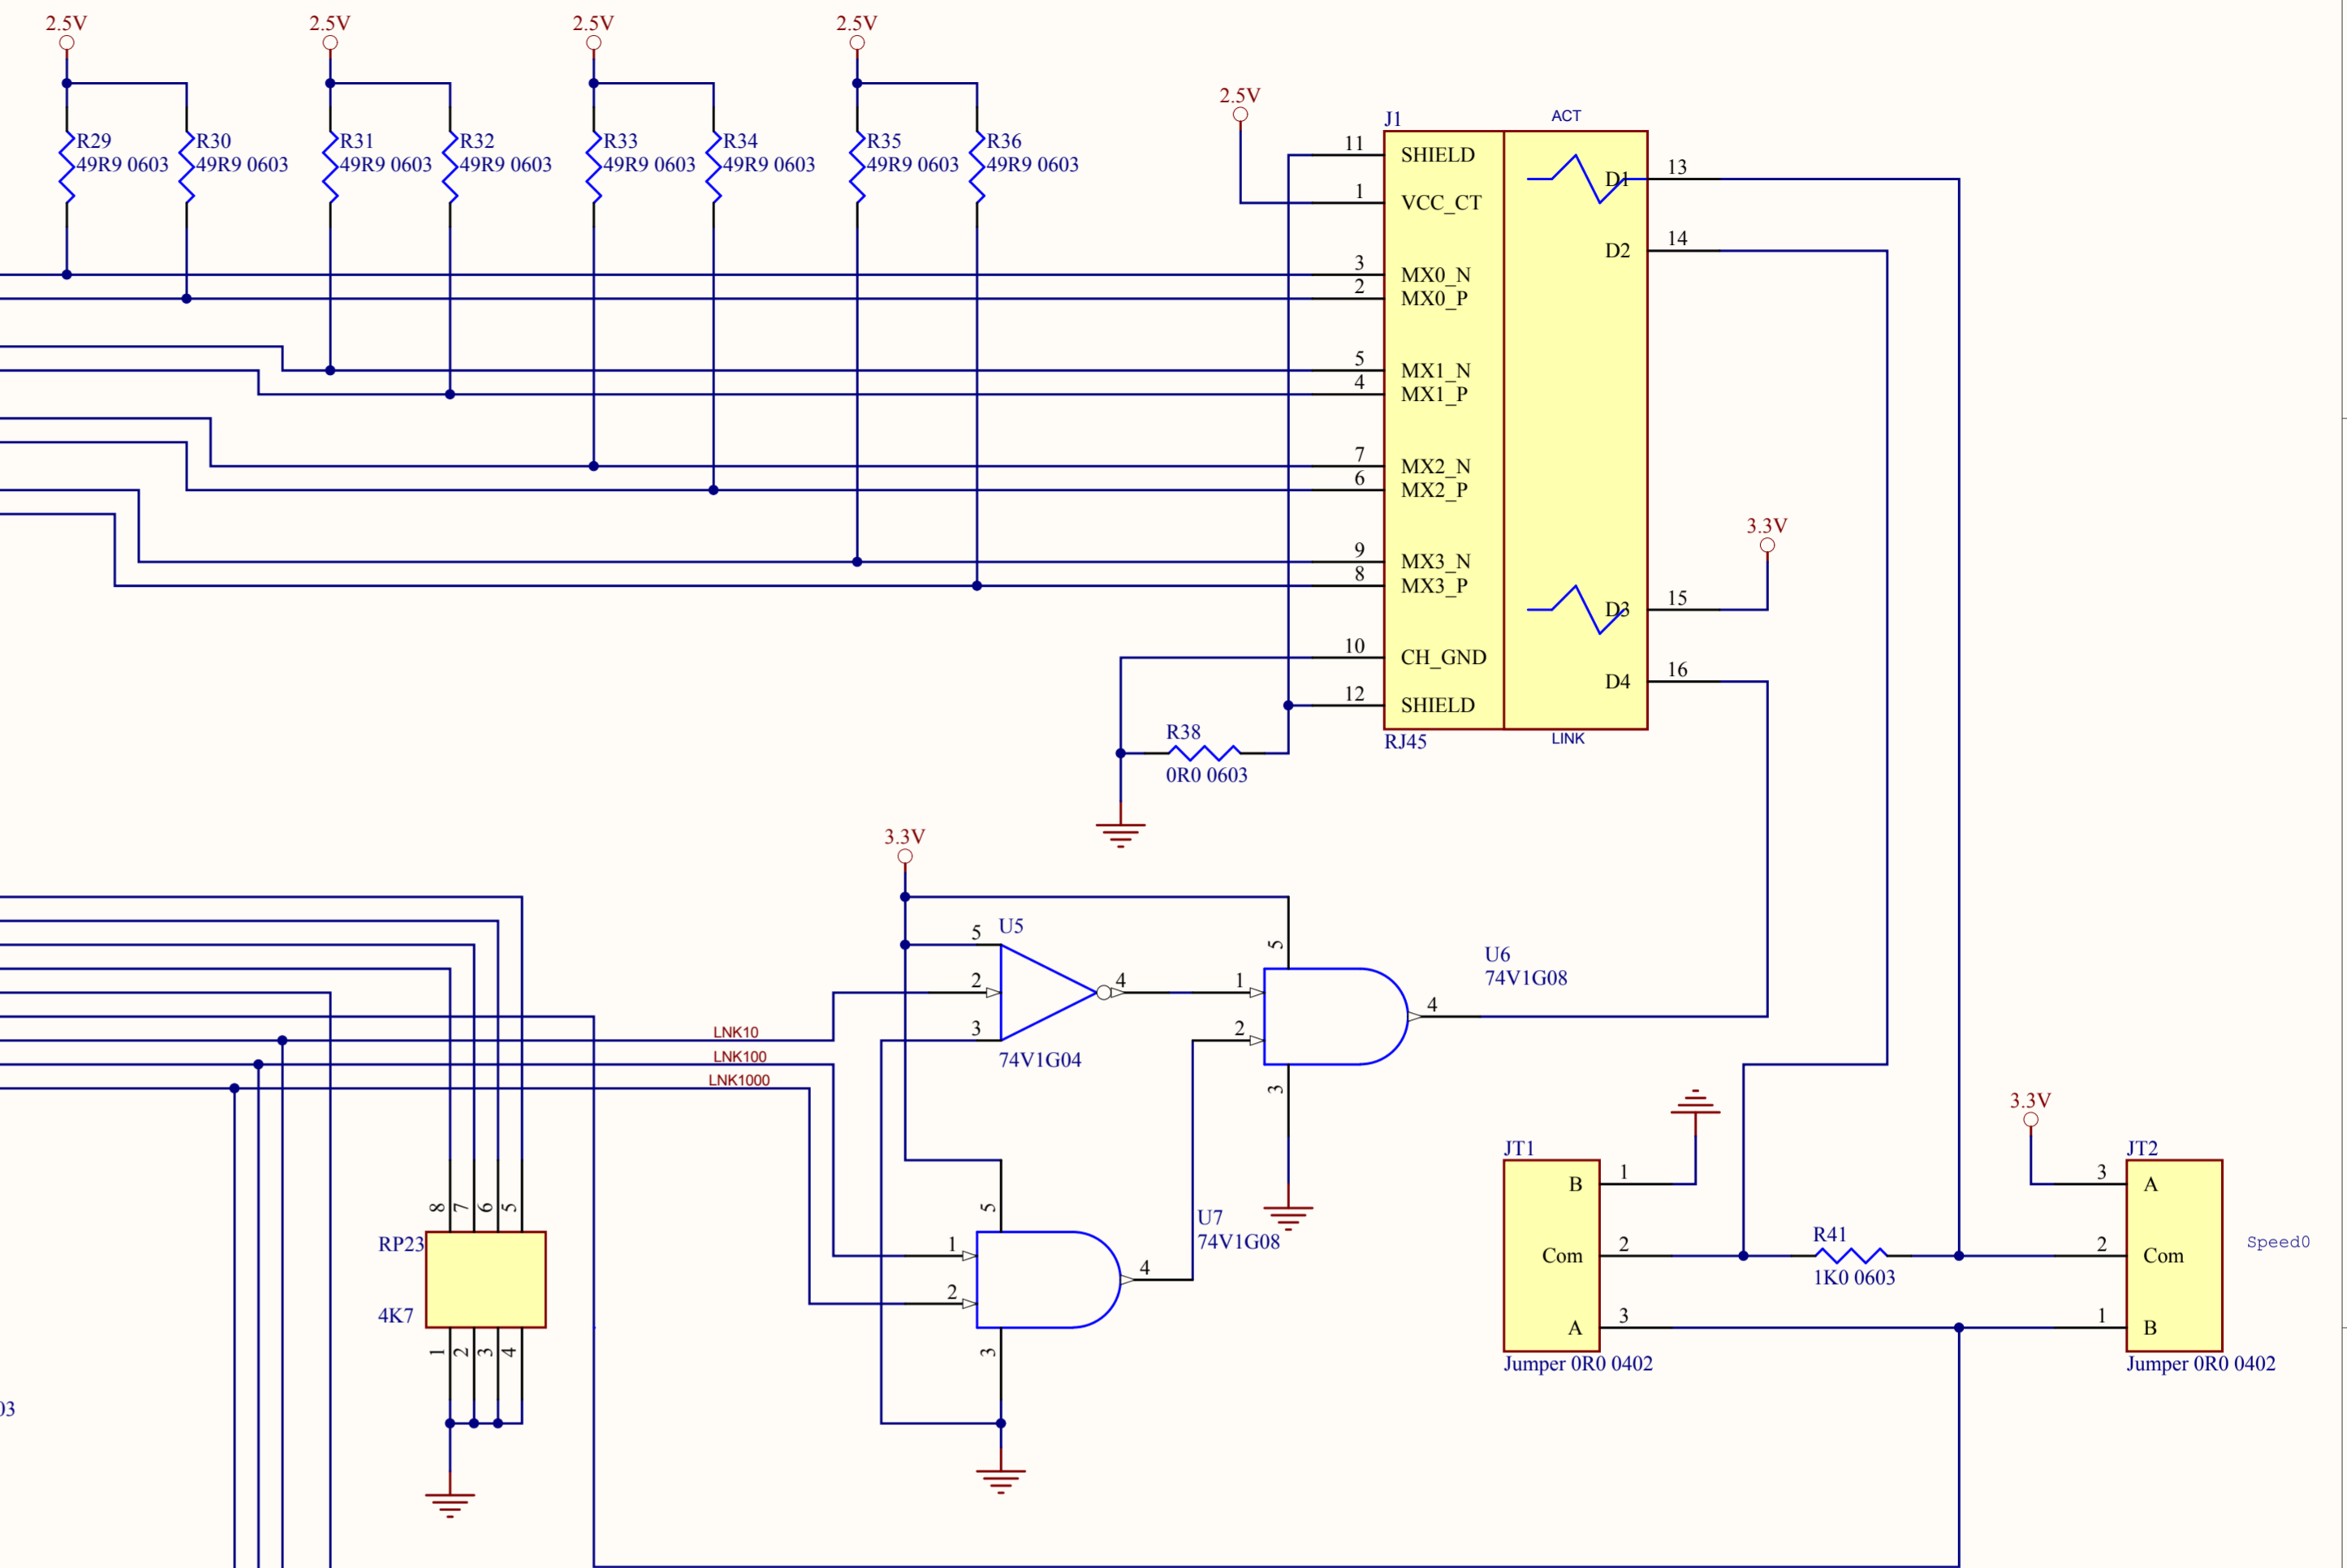 2.5V
2.5V
2.5V
2.5V
R29
49R9 0603
R30
49R9 0603
R31
49R9 0603
R32
49R9 0603
R33
49R9 0603
R34
49R9 0603
R35
49R9 0603
R36
49R9 0603
2.5V
J1
ACT
11
SHIELD
1
VCC_CT
3
MX0_N
2
MX0_P
5
MX1_N
4
MX1_P
7
MX2_N
6
MX2_P
9
MX3_N
8
MX3_P
10
CH_GND
12
SHIELD
D1
13
D2
14
D3
15
D4
16
3.3V
RJ45
LINK
R38
0R0 0603
3.3V
U5
5
2
4
3
74V1G04
5
1
2
4
3
U6
74V1G08
LNK10
LNK100
LNK1000
8
7
6
5
RP23
4K7
1
2
3
4
5
1
2
4
3
U7
74V1G08
JT1
B
1
Com
2
A
3
Jumper 0R0 0402
R41
1K0 0603
3.3V
JT2
3
A
2
Com
1
B
Jumper 0R0 0402
Speed0
03